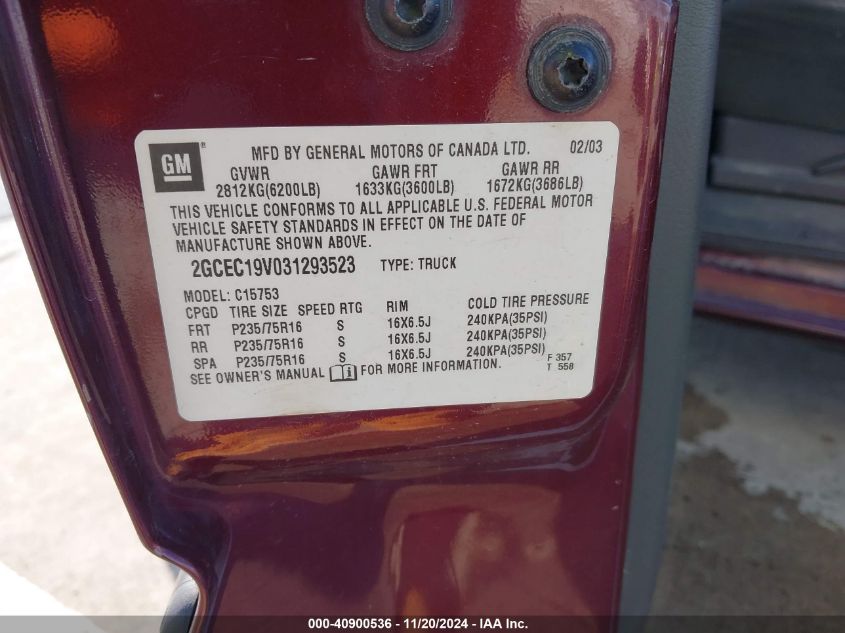 GM
MFD BY GENERAL MOTORS OF CANADA LTD. 02/03
GVWR GAWR FRT GAWR RR
2812KG(6200LB) 1633KG(3600LB) 1672KG(3686LB)
THIS VEHICLE CONFORMS TO ALL APPLICABLE U.S. FEDERAL MOTOR
VEHICLE SAFETY STANDARDS IN EFFECT ON THE DATE OF
MANUFACTURE SHOWN ABOVE.
2GCEC19V031293523 TYPE: TRUCK
MODEL: C15753
CPGD TIRE SIZE SPEED RTG RIM COLD TIRE PRESSURE
FRT P235/75R16 S 16X6.5J 240KPA(35PSI)
RR P235/75R16 S 16X6.5J 240KPA(35PSI)
SPA P235/75R16 S 16X6.5J 240KPA(35PSI)
SEE OWNER'S MANUAL FOR MORE INFORMATION.
F 357
T 558
000-40900536 - 11/20/2024 - IAA Inc.